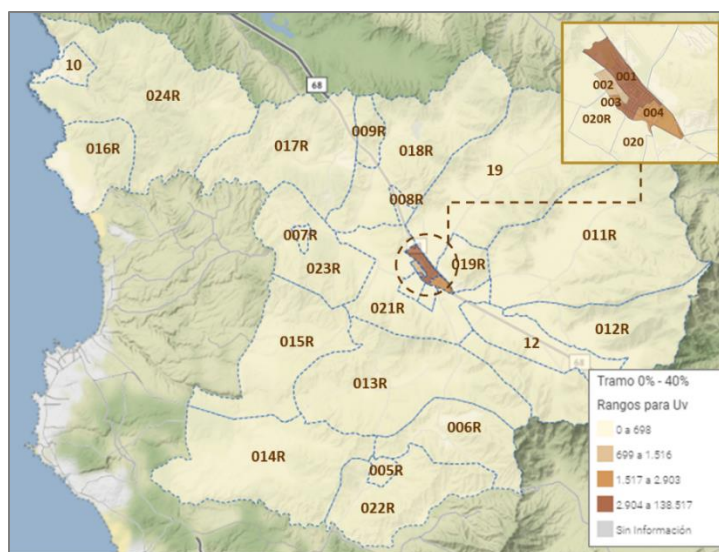 10
024R
68
009R
017R
018R
016R
19
008R
007R
023R
019R
011R
021R
015R
12
012R
68
013R
006R
014R
005R
022R
001
002
003
004
020R
020
Tramo 0% - 40%
Rangos para Uv
0 a 698
699 a 1.516
1.517 a 2.903
2.904 a 138.517
Sin Información